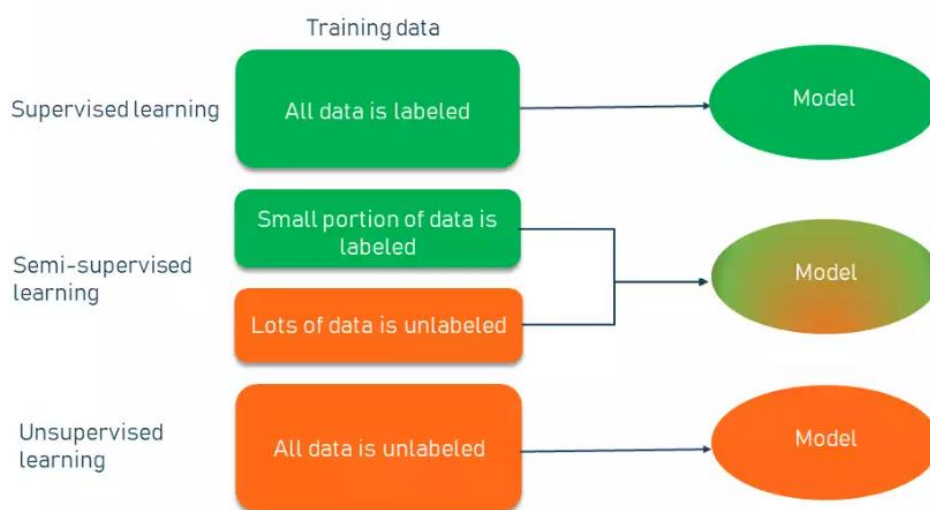 Training data
Supervised learning
All data is labeled
Model
Semi-supervised
learning
Small portion of data is
labeled
Lots of data is unlabeled
Model
Unsupervised
learning
All data is unlabeled
Model